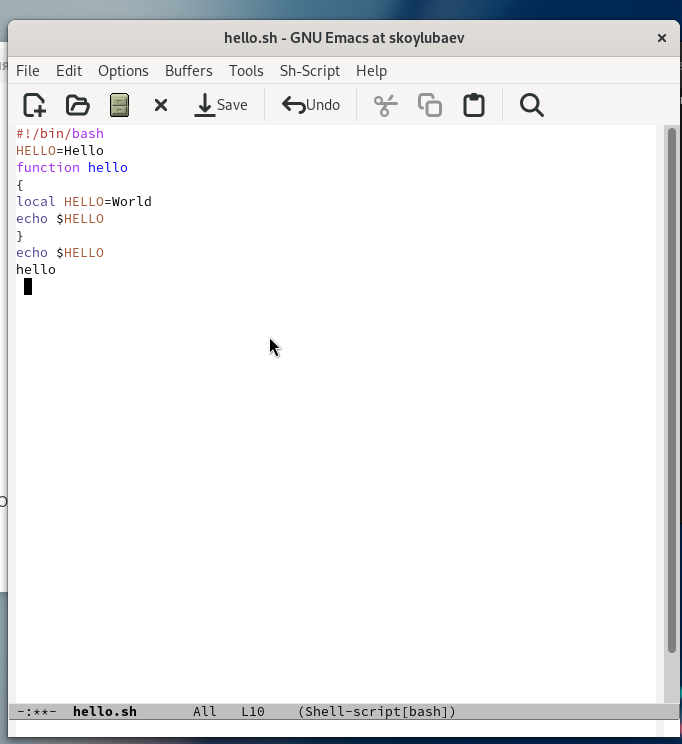 hello.sh - GNU Emacs at skoylubaev
File Edit Options Buffers Tools Sh-Script Help
Save Undo
#!/bin/bash
HELLO=Hello
function hello
{
local HELLO=World
echo $HELLO
}
echo $HELLO
hello
-:**- hello.sh All L10 (Shell-script[bash])